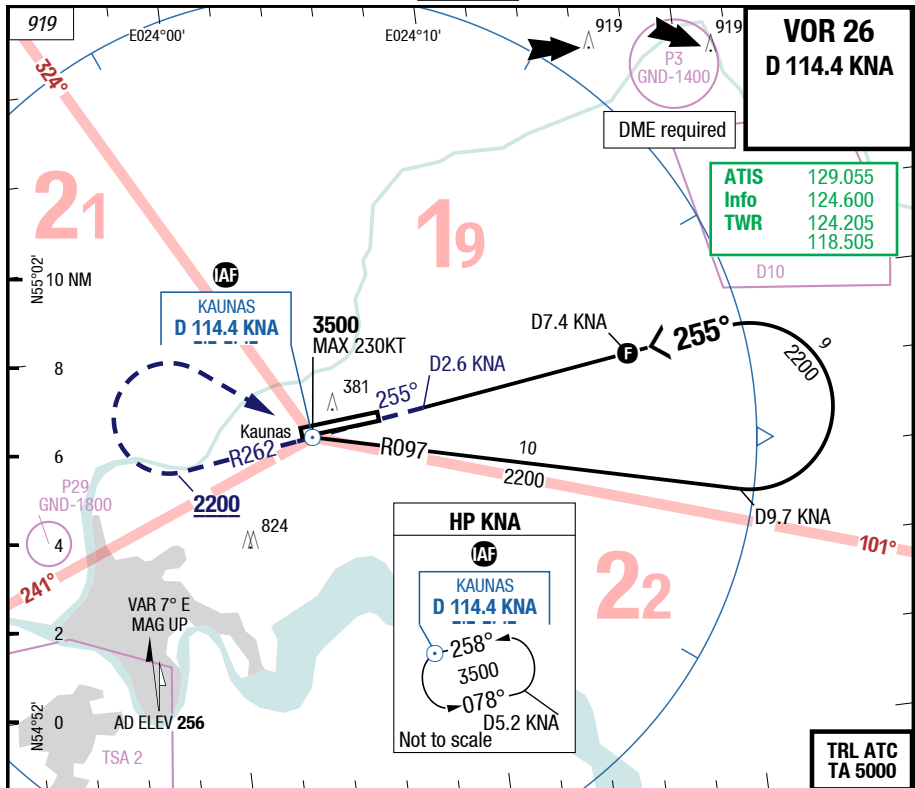 919
E024°00'
E024°10'
919
919
P3
GND-1400
VOR 26
D 114.4 KNA
DME required
324°
21
19
ATIS 129.055
Info 124.600
TWR 124.205
118.505
D10
N55°02'
10 NM
IAF
KAUNAS
D 114.4 KNA
3500
MAX 230KT
D7.4 KNA
F
255°
9
2200
8
D2.6 KNA
381
255°
Kaunas
R262
R097
10
2200
6
2200
P29
GND-1800
824
D9.7 KNA
4
101°
241°
HP KNA
IAF
KAUNAS
D 114.4 KNA
258°
3500
078°
D5.2 KNA
Not to scale
22
VAR 7° E
MAG UP
2
N54°52'
0
AD ELEV 256
TSA 2
TRL ATC
TA 5000